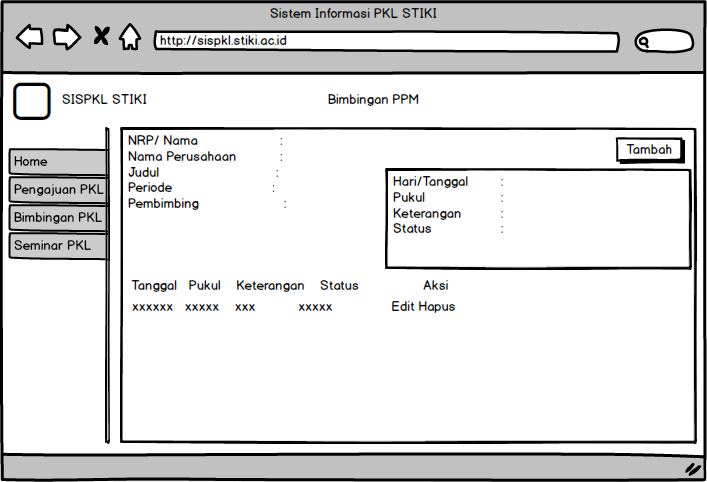 Sistem Informasi PKL STIKI
http://sispkl.stiki.ac.id
SISPKL STIKI
Bimbingan PPM
Home
Pengajuan PKL
Bimbingan PKL
Seminar PKL
NRP/ Nama :
Nama Perusahaan :
Judul :
Periode :
Pembimbing :
Tambah
Hari/Tanggal :
Pukul :
Keterangan :
Status :
Tanggal Pukul Keterangan Status Aksi
xxxxxx xxxxx xxx xxxxx Edit Hapus